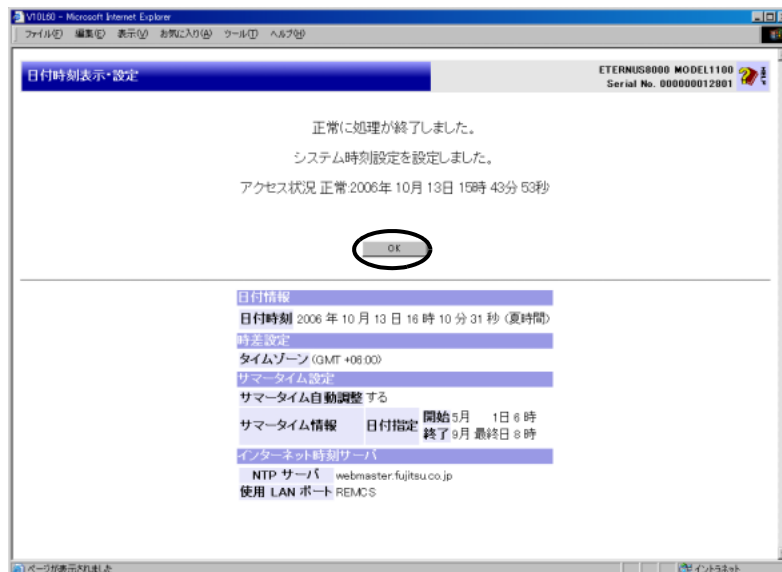 V10L60 - Microsoft Internet Explorer
ファイル(F) 編集(E) 表示(V) お気に入り(A) ツール(T) ヘルプ(H)
日付時刻表示・設定
ETERNUS8000 MODEL1100
Serial No. 000000012801
正常に処理が終了しました。
システム時刻設定を設定しました。
アクセス状況 正常:2006年 10月 13日 15時 43分 53秒
OK
日付情報
日付時刻 2006 年 10 月 13 日 16 時 10 分 31 秒 (夏時間)
時差設定
タイムゾーン (GMT +06:00)
サマータイム設定
サマータイム自動調整 する
サマータイム情報 日付指定 開始 5月 1日 6 時
終了 9月 最終日 8 時
インターネット時刻サーバ
NTP サーバ webmaster.fujitsu.co.jp
使用 LAN ポート REMCS
ページが表示されました
イントラネット